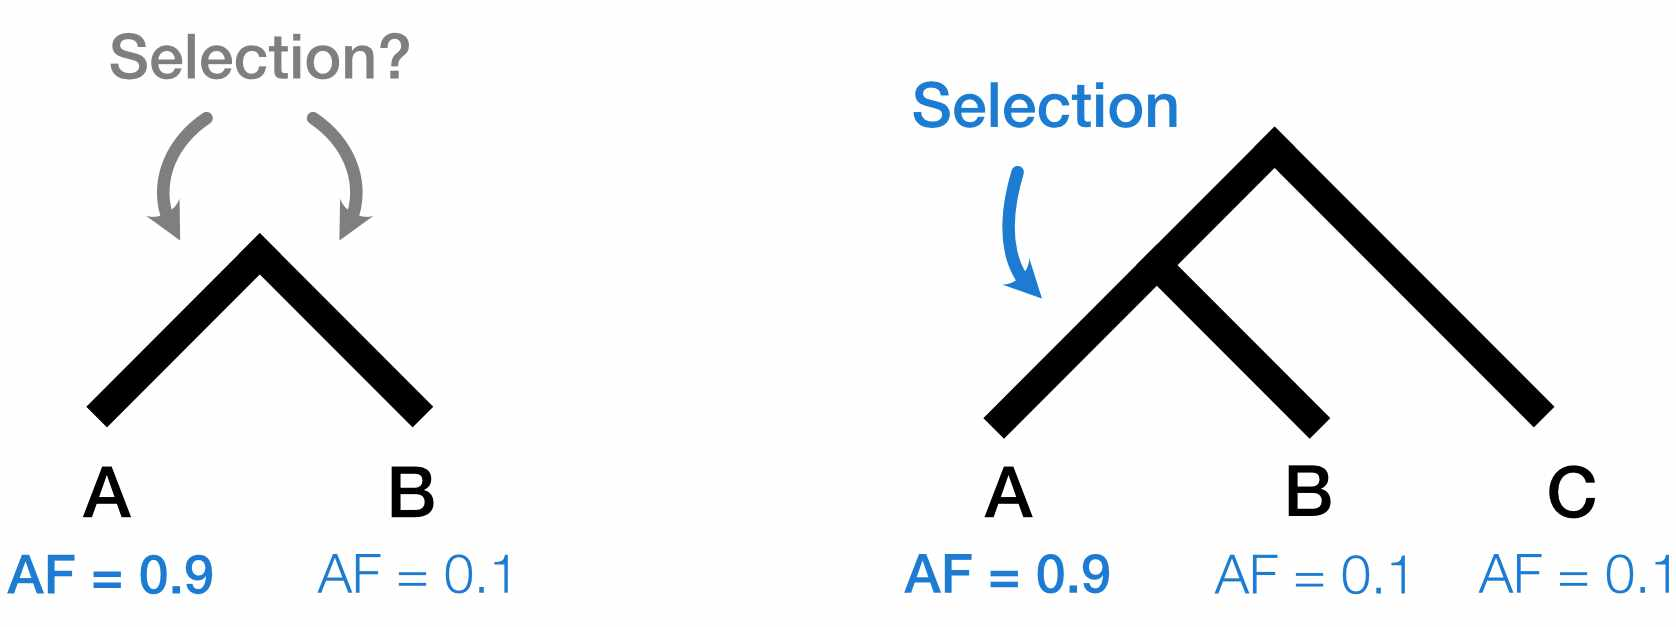 Selection?
A B
AF = 0.9 AF = 0.1
Selection
A B C
AF = 0.9 AF = 0.1 AF = 0.1